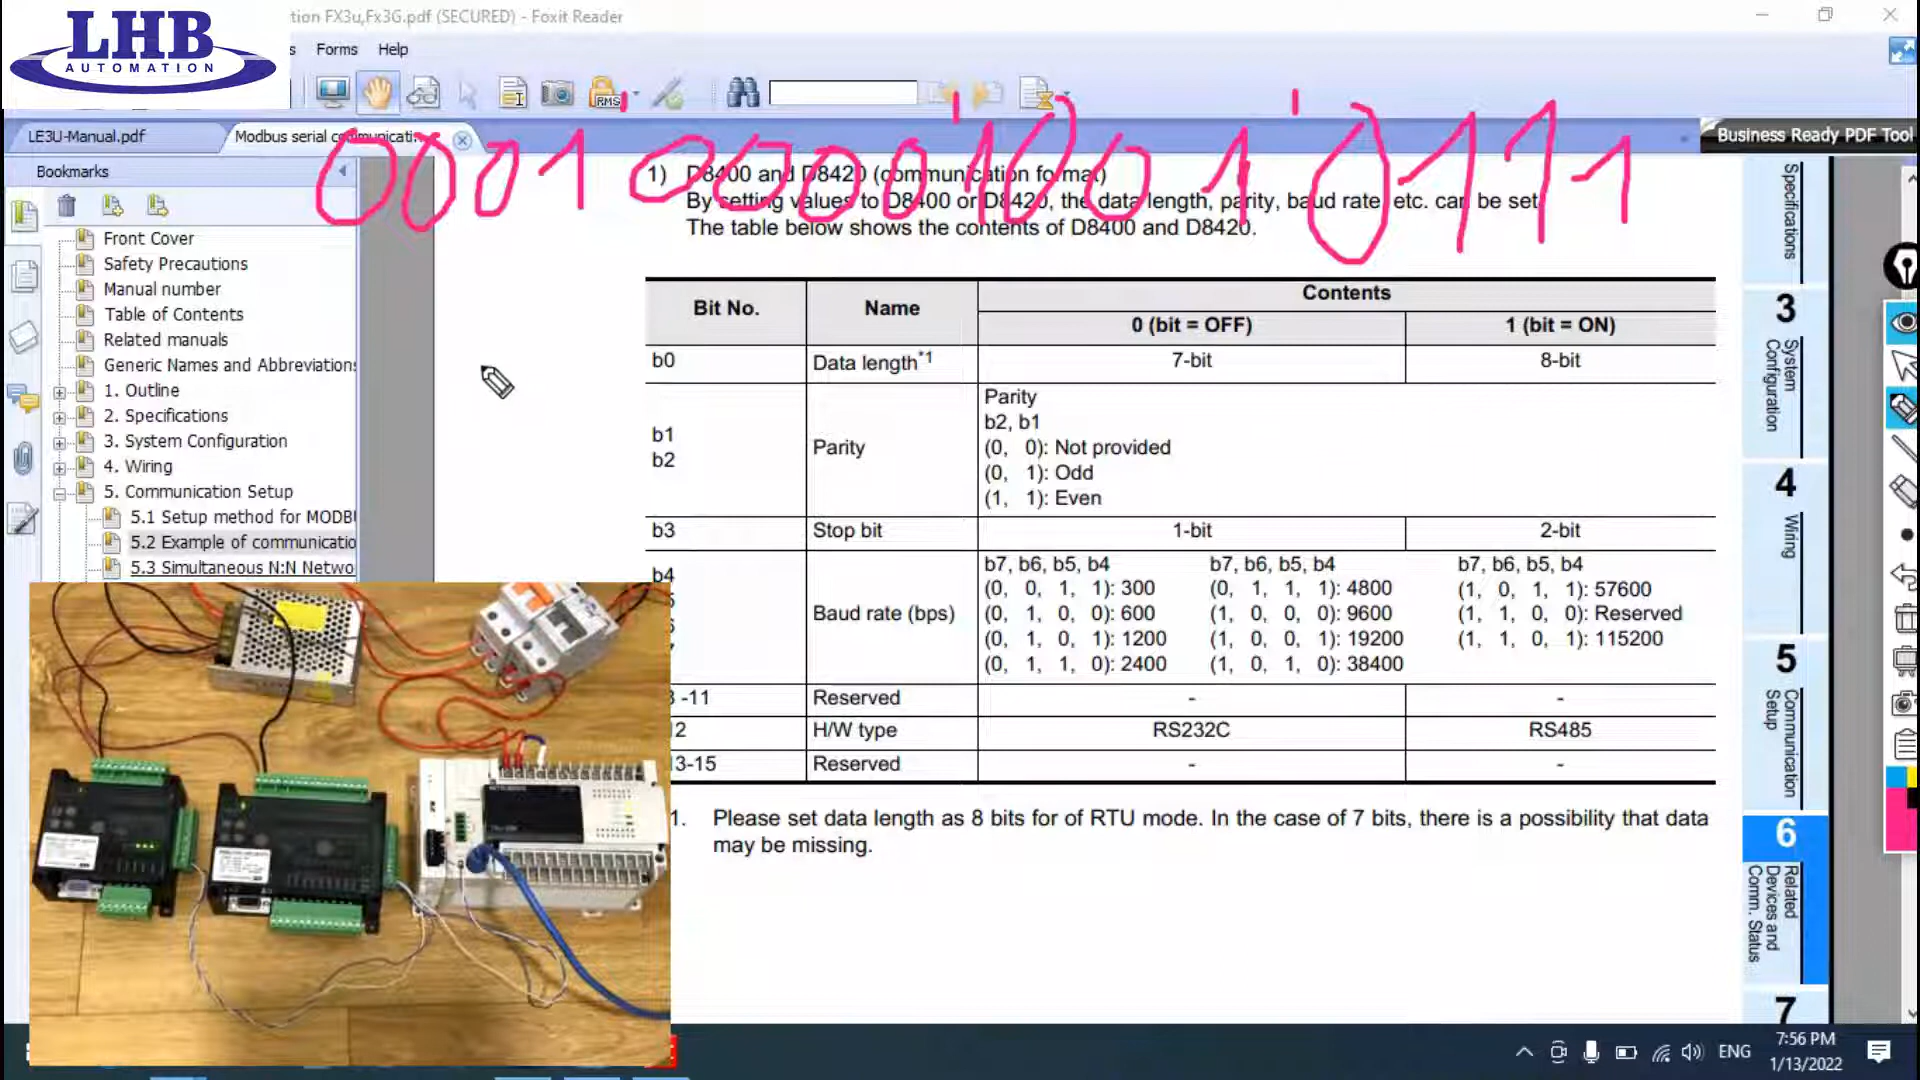 LHB
AUTOMATION
tion FX3u,Fx3G.pdf (SECURED) - Foxit Reader
s Forms Help
RMS
LE3U-Manual.pdf
Modbus serial communicati...
Business Ready PDF Tool
0001'0000'1001'0111
Bookmarks
Front Cover
Safety Precautions
Manual number
Table of Contents
Related manuals
Generic Names and Abbreviation:
1. Outline
2. Specifications
3. System Configuration
4. Wiring
5. Communication Setup
5.1 Setup method for MODBU
5.2 Example of communicatio
5.3 Simultaneous N:N Netwo
1) D8400 and D8420 (communication format)
By setting values to D8400 or D8420, the data length, parity, baud rate, etc. can be set.
The table below shows the contents of D8400 and D8420.
Bit No. Name Contents
0 (bit = OFF) 1 (bit = ON)
b0 Data length*1 7-bit 8-bit
b1
b2
Parity
Parity
b2, b1
(0, 0): Not provided
(0, 1): Odd
(1, 1): Even
b3 Stop bit 1-bit 2-bit
b4
Baud rate (bps)
b7, b6, b5, b4 b7, b6, b5, b4 b7, b6, b5, b4
(0, 0, 1, 1): 300 (0, 1, 1, 1): 4800 (1, 0, 1, 1): 57600
(0, 1, 0, 0): 600 (1, 0, 0, 0): 9600 (1, 1, 0, 0): Reserved
(0, 1, 0, 1): 1200 (1, 0, 0, 1): 19200 (1, 1, 0, 1): 115200
(0, 1, 1, 0): 2400 (1, 0, 1, 0): 38400
-11 Reserved - -
12 H/W type RS232C RS485
13-15 Reserved - -
1. Please set data length as 8 bits for of RTU mode. In the case of 7 bits, there is a possibility that data
may be missing.
Specifications
3
System
Configuration
4
Wiring
5
Communication
Setup
6
Related
Devices and
Comm. Status
7
ENG
7:56 PM
1/13/2022